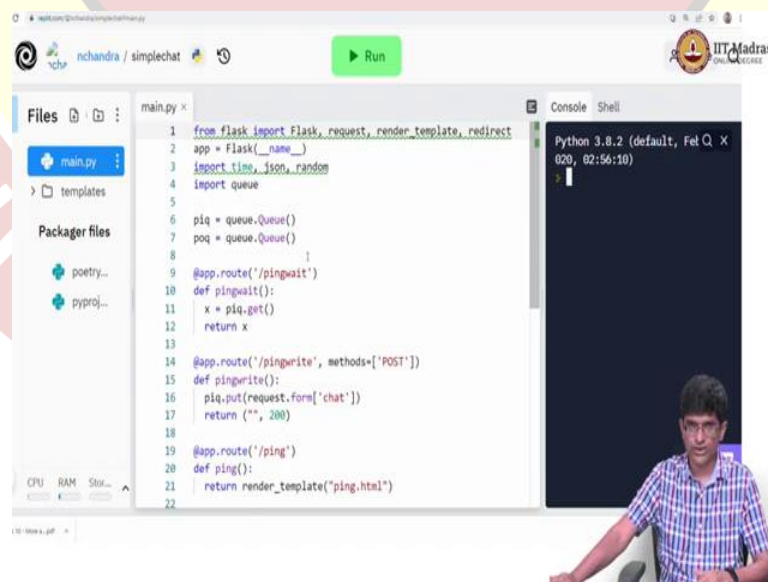 nchandra / simplechat
Run
IIT Madras
ONLINE DEGREE
Files
main.py ×
Console Shell
main.py
templates
Packager files
poetry...
pyproj...
CPU RAM Stor...
1 from flask import Flask, request, render_template, redirect
2 app = Flask(__name__)
3 import time, json, random
4 import queue
5
6 piq = queue.Queue()
7 poq = queue.Queue()
8
9 @app.route('/pingwait')
10 def pingwait():
11 x = piq.get()
12 return x
13
14 @app.route('/pingwrite', methods=['POST'])
15 def pingwrite():
16 piq.put(request.form['chat'])
17 return ("", 200)
18
19 @app.route('/ping')
20 def ping():
21 return render_template("ping.html")
22
Python 3.8.2 (default, Fe
020, 02:56:10)
>